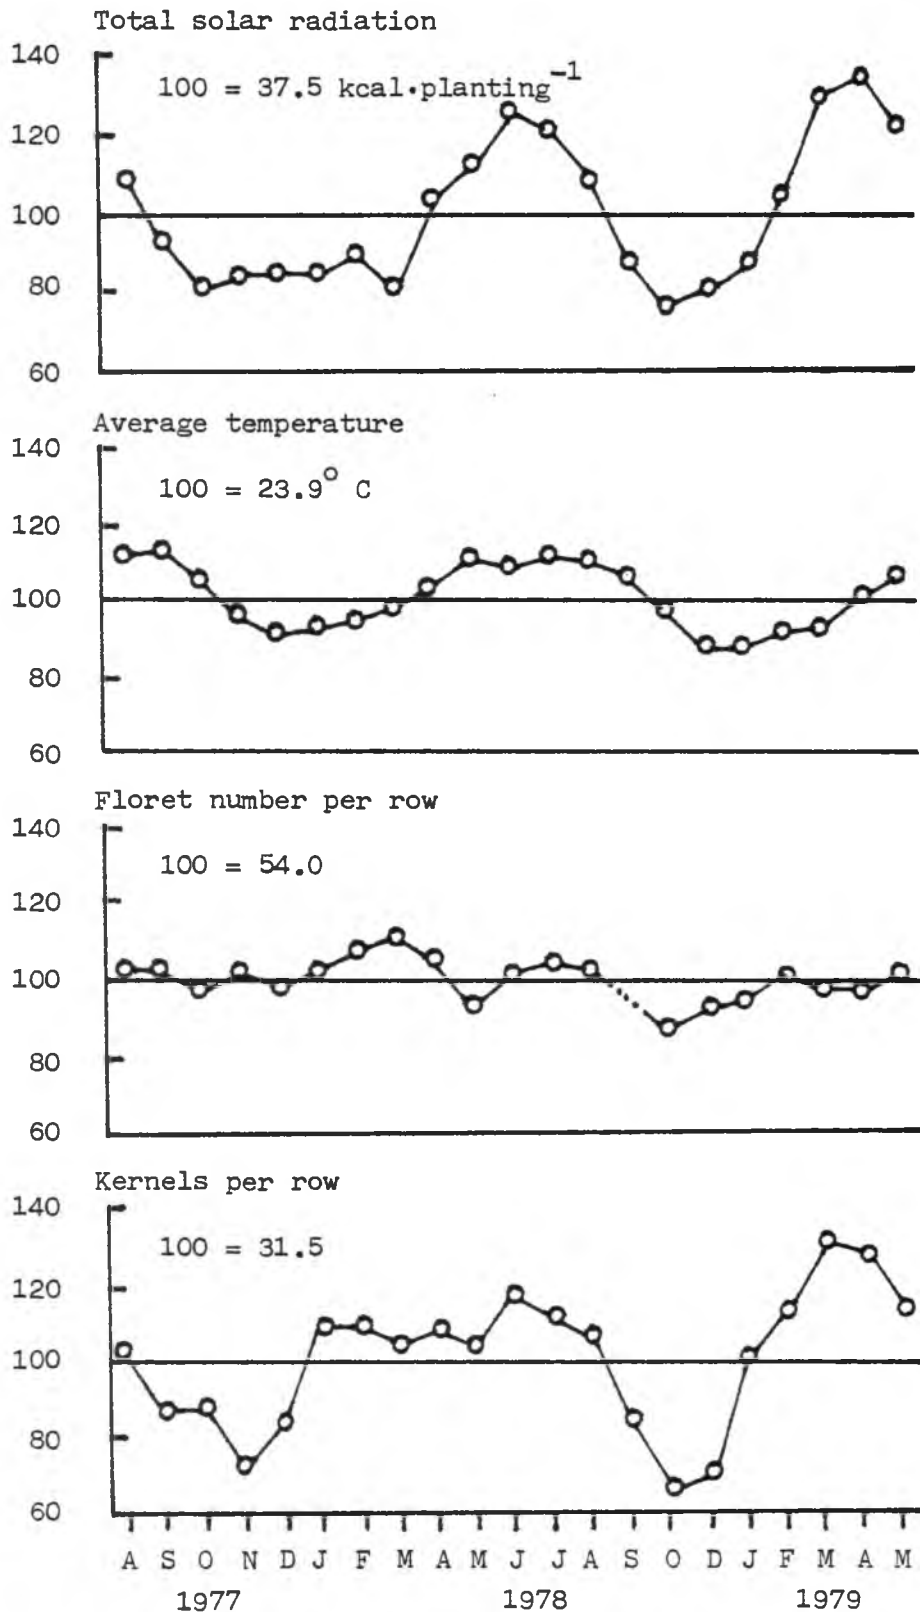 Total solar radiation
140
100 = 37.5 kcal·planting⁻¹
120
100
80
60
Average temperature
140
100 = 23.9° C
120
100
80
60
Floret number per row
140
100 = 54.0
120
100
80
60
Kernels per row
140
100 = 31.5
120
100
80
60
A S O N D J F M A M J J A S O D J F M A M
1977 1978 1979